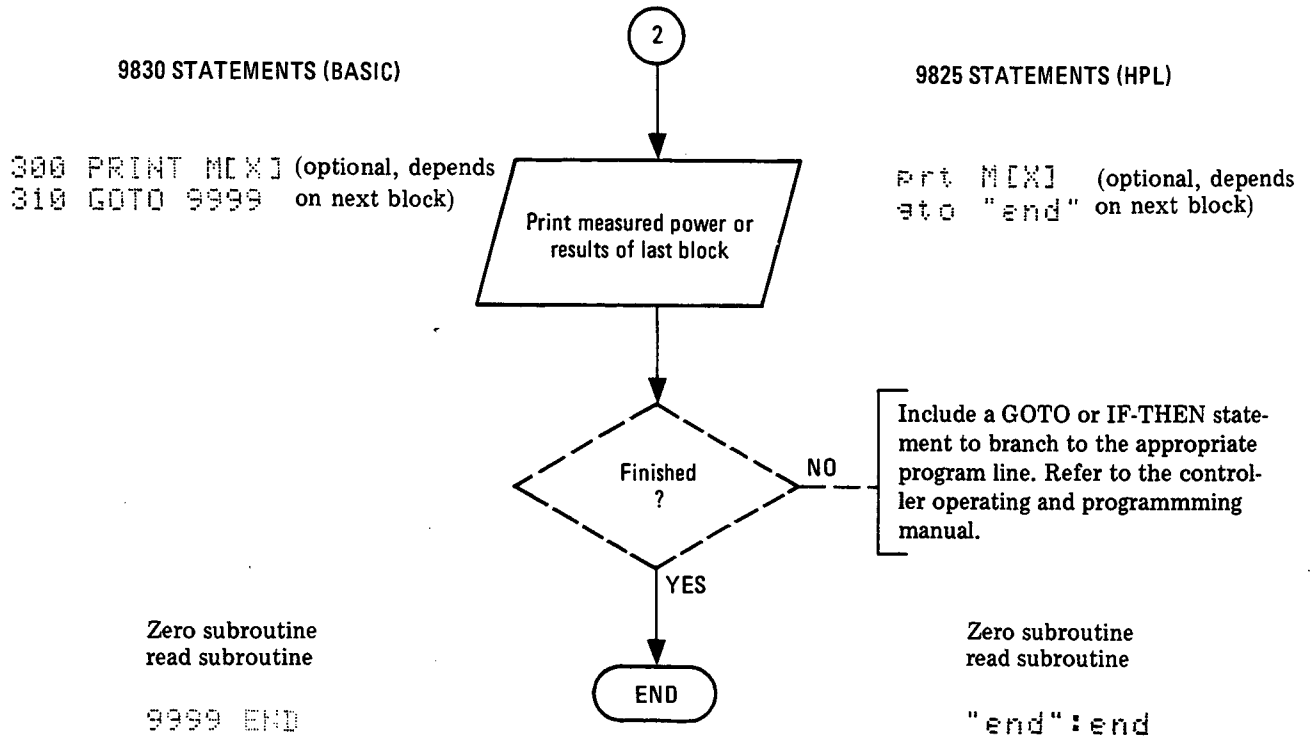 2
9830 STATEMENTS (BASIC)
9825 STATEMENTS (HPL)
300 PRINT M[X] (optional, depends
310 GOTO 9999 on next block)
Print measured power or
results of last block
prt M[X] (optional, depends
gto "end" on next block)
Finished
?
NO
Include a GOTO or IF-THEN state-
ment to branch to the appropriate
program line. Refer to the control-
ler operating and programmming
manual.
YES
Zero subroutine
read subroutine
Zero subroutine
read subroutine
END
9999 END
"end":end